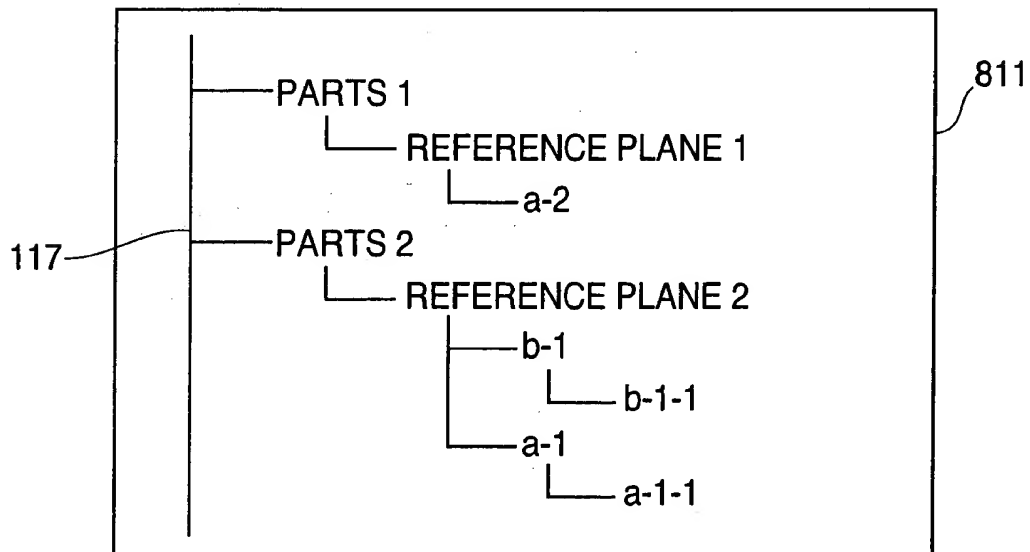 811
PARTS 1
REFERENCE PLANE 1
a-2
117
PARTS 2
REFERENCE PLANE 2
b-1
b-1-1
a-1
a-1-1